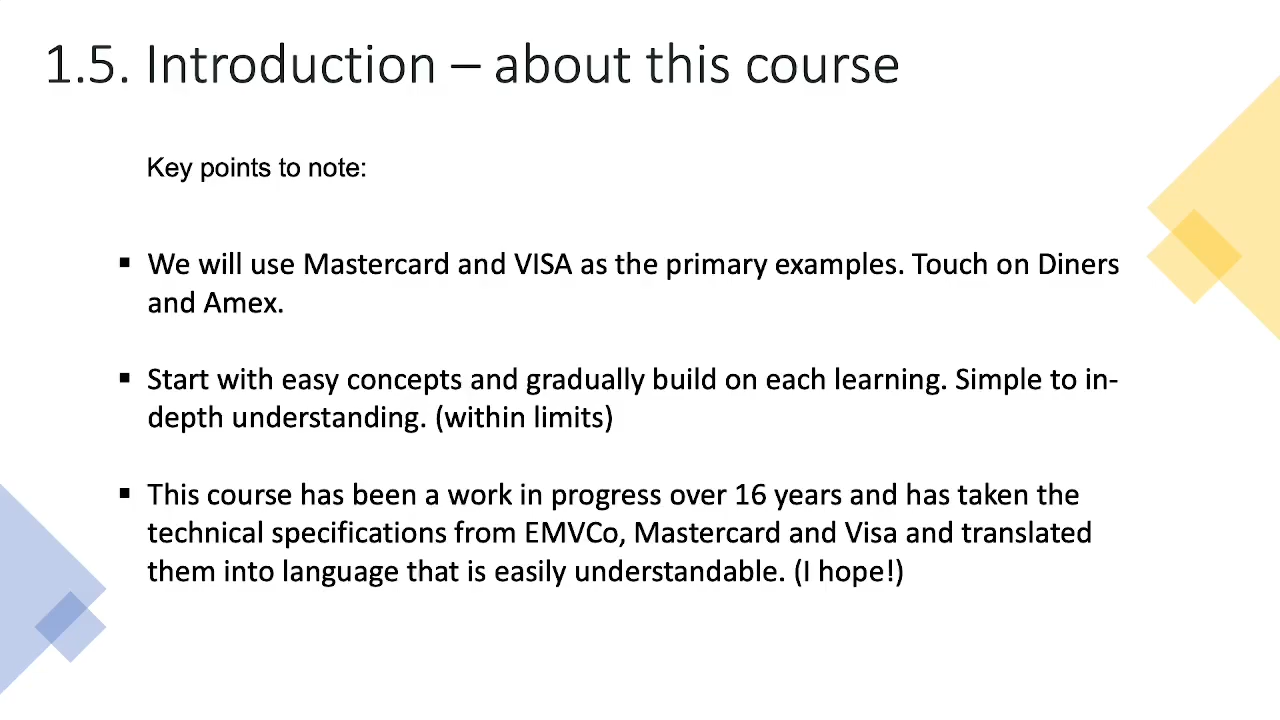 1.5. Introduction – about this course
Key points to note:
▪ We will use Mastercard and VISA as the primary examples. Touch on Diners
and Amex.
▪ Start with easy concepts and gradually build on each learning. Simple to in-
depth understanding. (within limits)
▪ This course has been a work in progress over 16 years and has taken the
technical specifications from EMVCo, Mastercard and Visa and translated
them into language that is easily understandable. (I hope!)